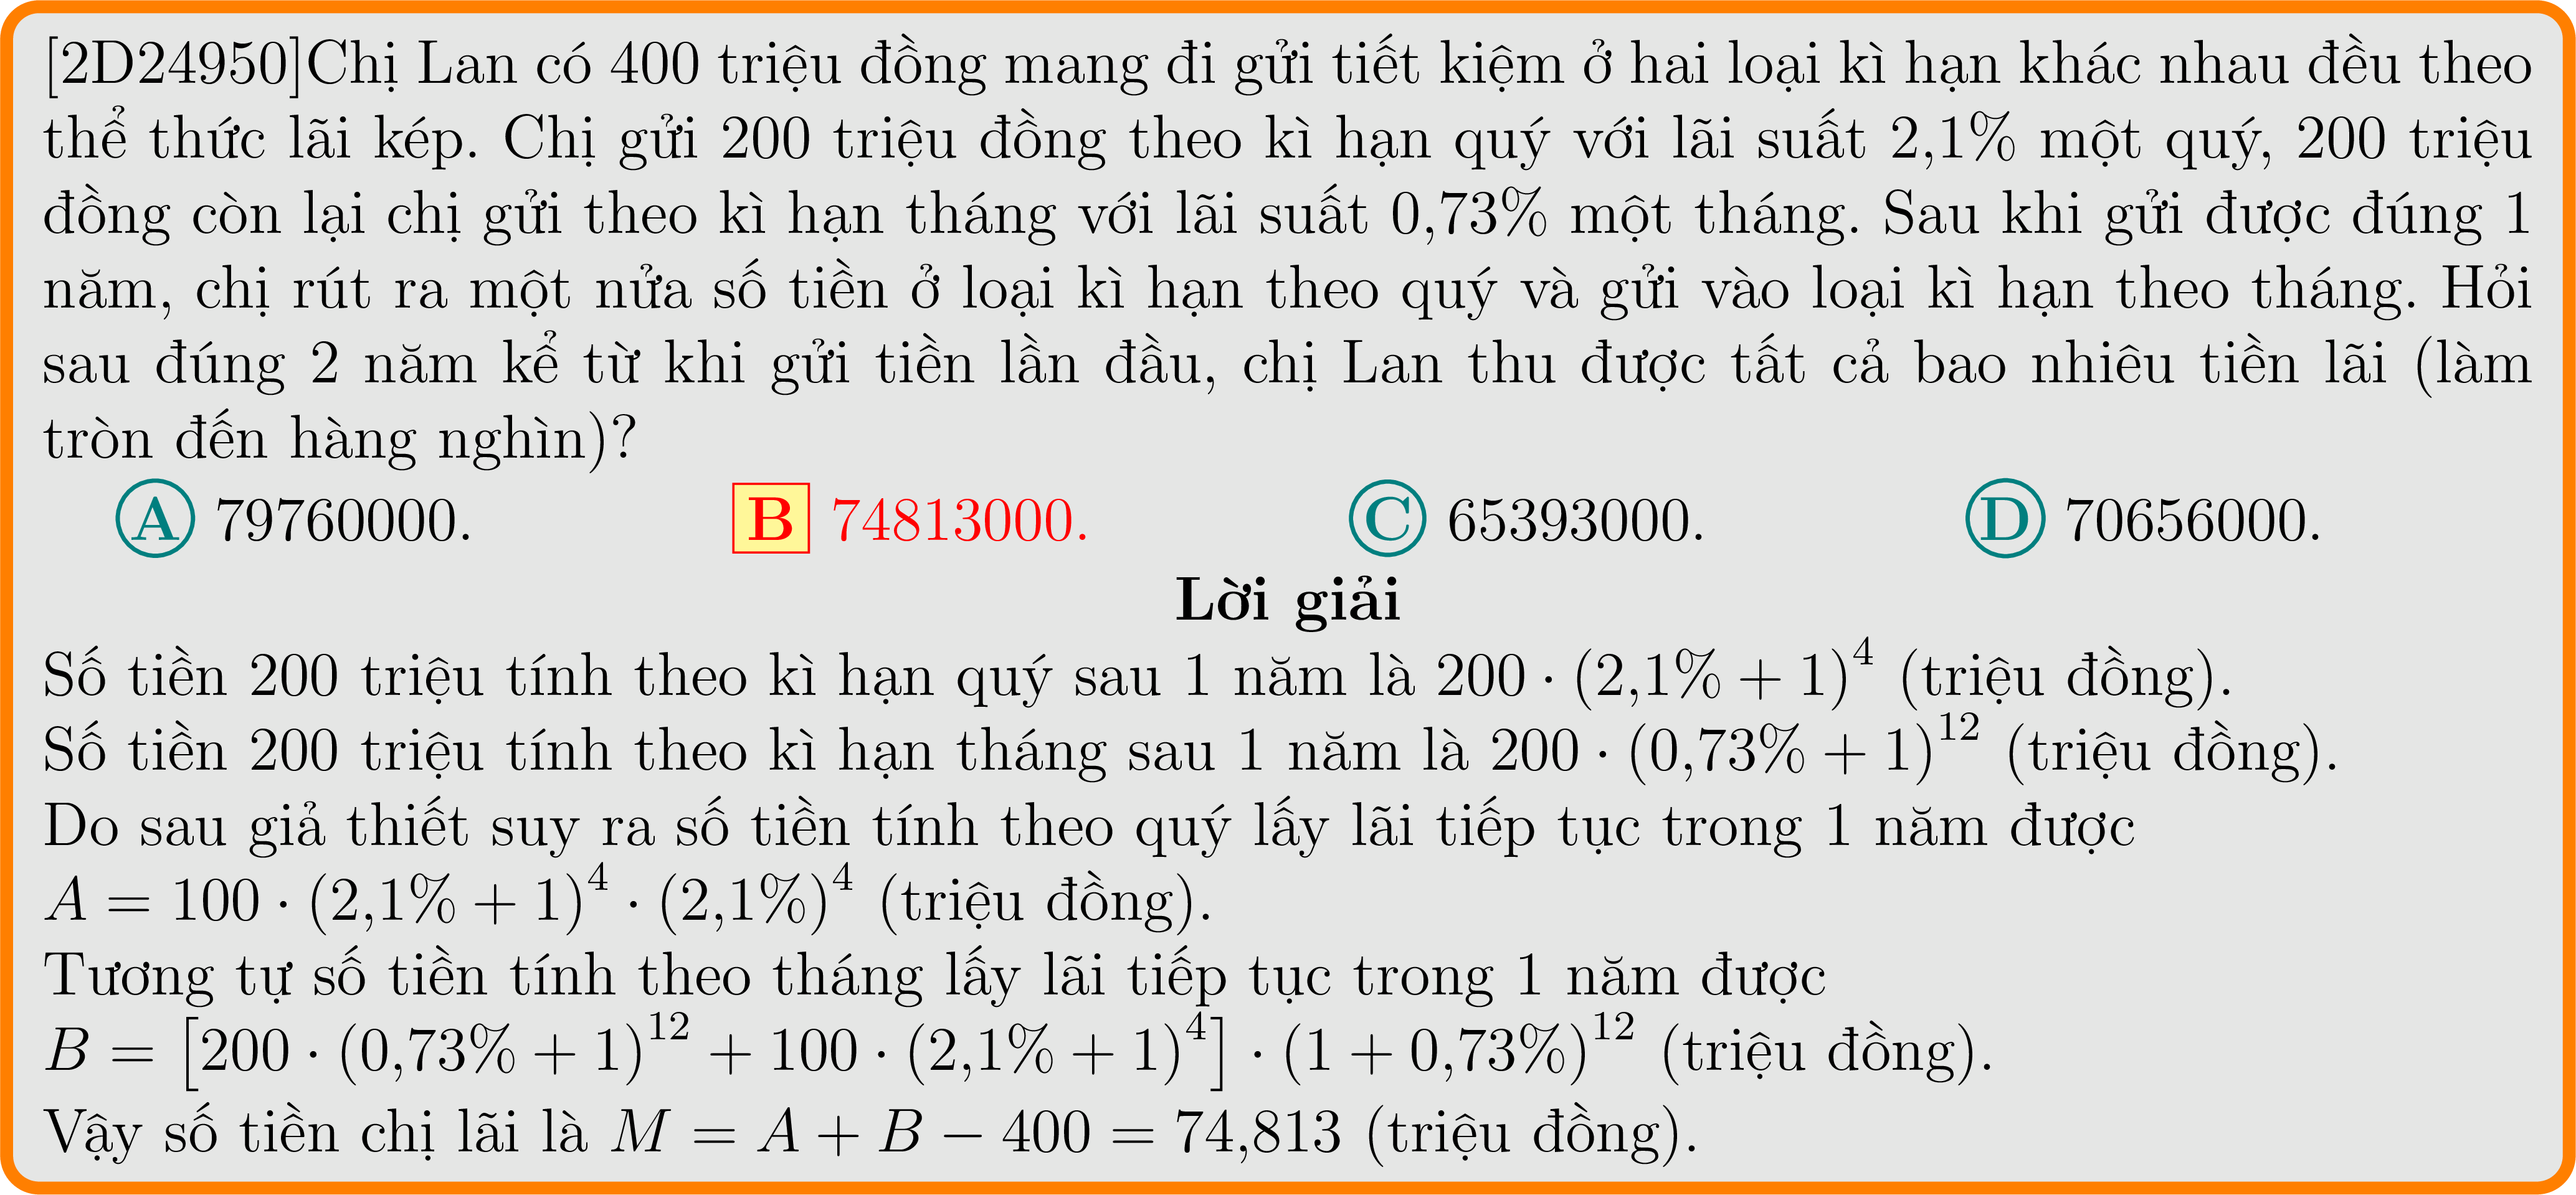 [2D24950]Chị Lan có 400 triệu đồng mang đi gửi tiết kiệm ở hai loại kì hạn khác nhau đều theo
thể thức lãi kép. Chị gửi 200 triệu đồng theo kì hạn quý với lãi suất 2,1% một quý, 200 triệu
đồng còn lại chị gửi theo kì hạn tháng với lãi suất 0,73% một tháng. Sau khi gửi được đúng 1
năm, chị rút ra một nửa số tiền ở loại kì hạn theo quý và gửi vào loại kì hạn theo tháng. Hỏi
sau đúng 2 năm kể từ khi gửi tiền lần đầu, chị Lan thu được tất cả bao nhiêu tiền lãi (làm
tròn đến hàng nghìn)?
A 79760000. B 74813000. C 65393000. D 70656000.
Lời giải
Số tiền 200 triệu tính theo kì hạn quý sau 1 năm là 200 · (2,1% + 1)⁴ (triệu đồng).
Số tiền 200 triệu tính theo kì hạn tháng sau 1 năm là 200 · (0,73% + 1)¹² (triệu đồng).
Do sau giả thiết suy ra số tiền tính theo quý lấy lãi tiếp tục trong 1 năm được
A = 100 · (2,1% + 1)⁴ · (2,1%)⁴ (triệu đồng).
Tương tự số tiền tính theo tháng lấy lãi tiếp tục trong 1 năm được
B = [200 · (0,73% + 1)¹² + 100 · (2,1% + 1)⁴] · (1 + 0,73%)¹² (triệu đồng).
Vậy số tiền chị lãi là M = A + B − 400 = 74,813 (triệu đồng).